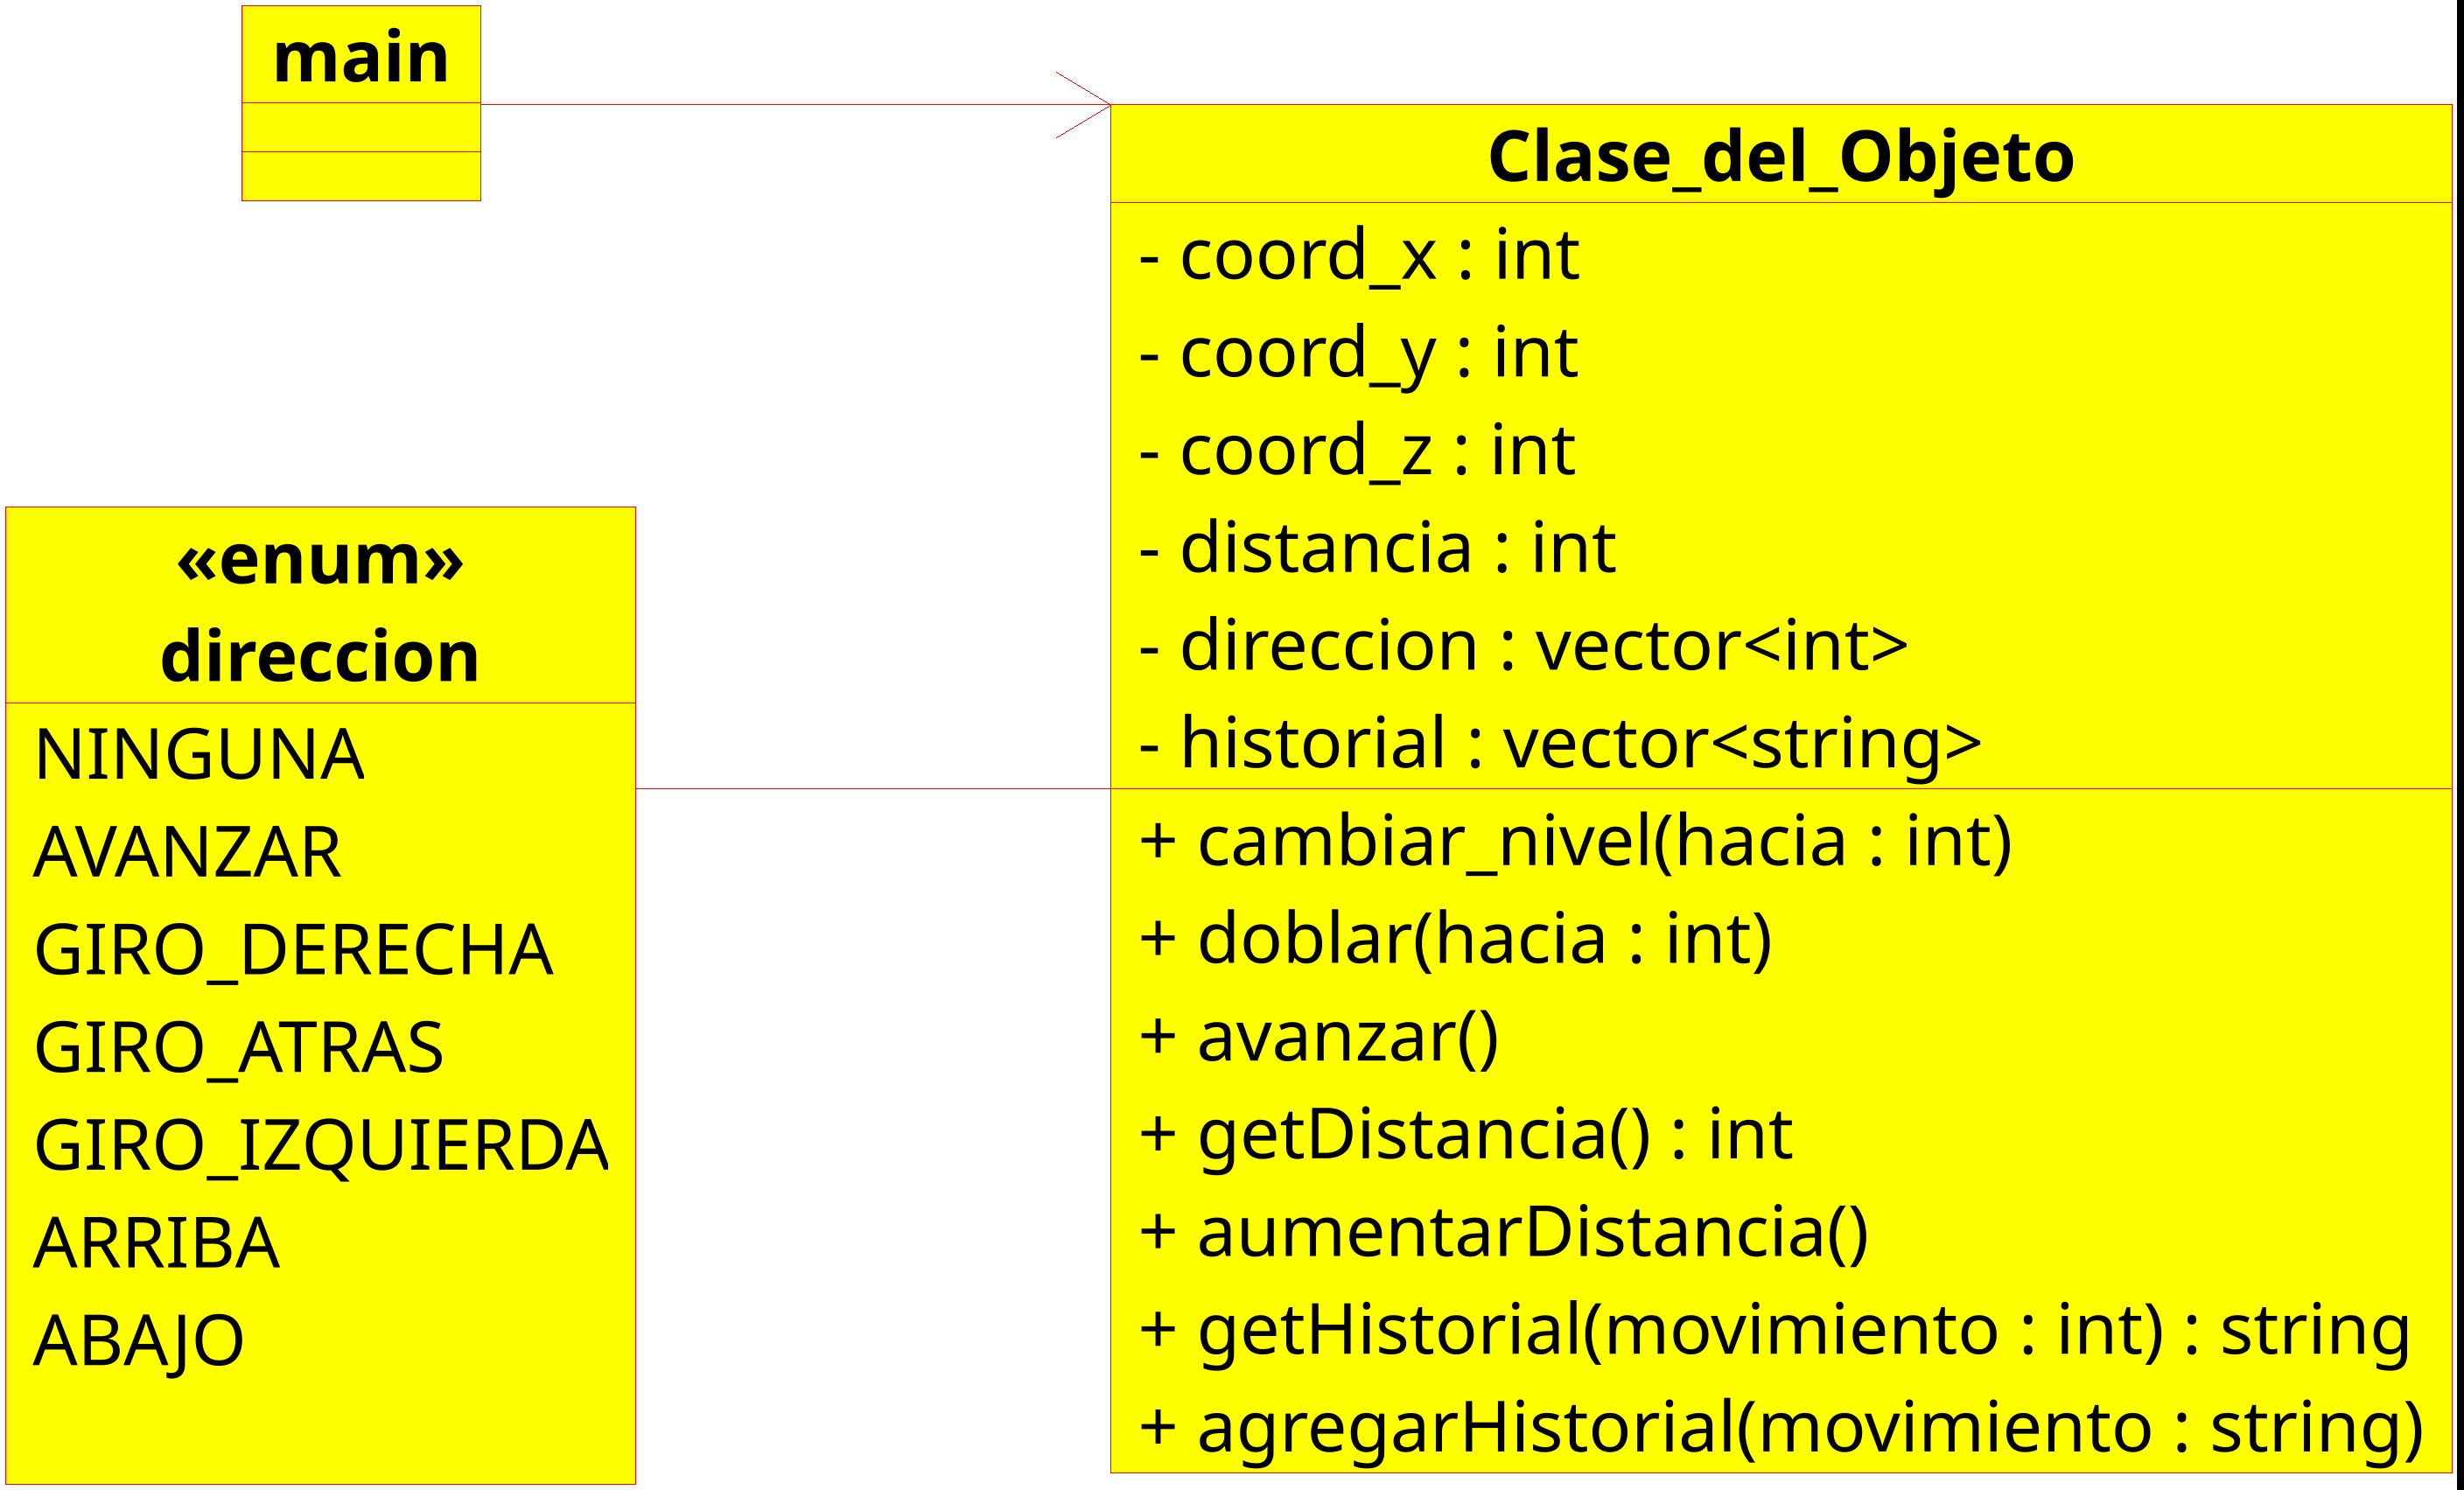 main
Clase_del_Objeto
- coord_x : int
- coord_y : int
- coord_z : int
- distancia : int
- direccion : vector<int>
- historial : vector<string>
+ cambiar_nivel(hacia : int)
+ doblar(hacia : int)
+ avanzar()
+ getDistancia() : int
+ aumentarDistancia()
+ getHistorial(movimiento : int) : string
+ agregarHistorial(movimiento : string)
«enum»
direccion
NINGUNA
AVANZAR
GIRO_DERECHA
GIRO_ATRAS
GIRO_IZQUIERDA
ARRIBA
ABAJO